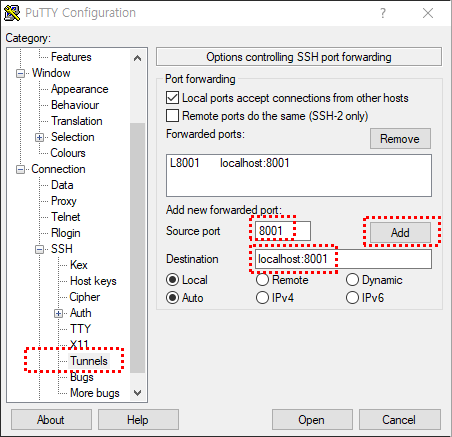 PuTTY Configuration
?
Category:
Features
Window
Appearance
Behaviour
Translation
Selection
Colours
Connection
Data
Proxy
Telnet
Rlogin
SSH
Kex
Host keys
Cipher
Auth
TTY
X11
Tunnels
Bugs
More bugs
Options controlling SSH port forwarding
Port forwarding
Local ports accept connections from other hosts
Remote ports do the same (SSH-2 only)
Forwarded ports:
Remove
L8001 localhost:8001
Add new forwarded port:
Source port 8001 Add
Destination localhost:8001
Local Remote Dynamic
Auto IPv4 IPv6
About Help Open Cancel